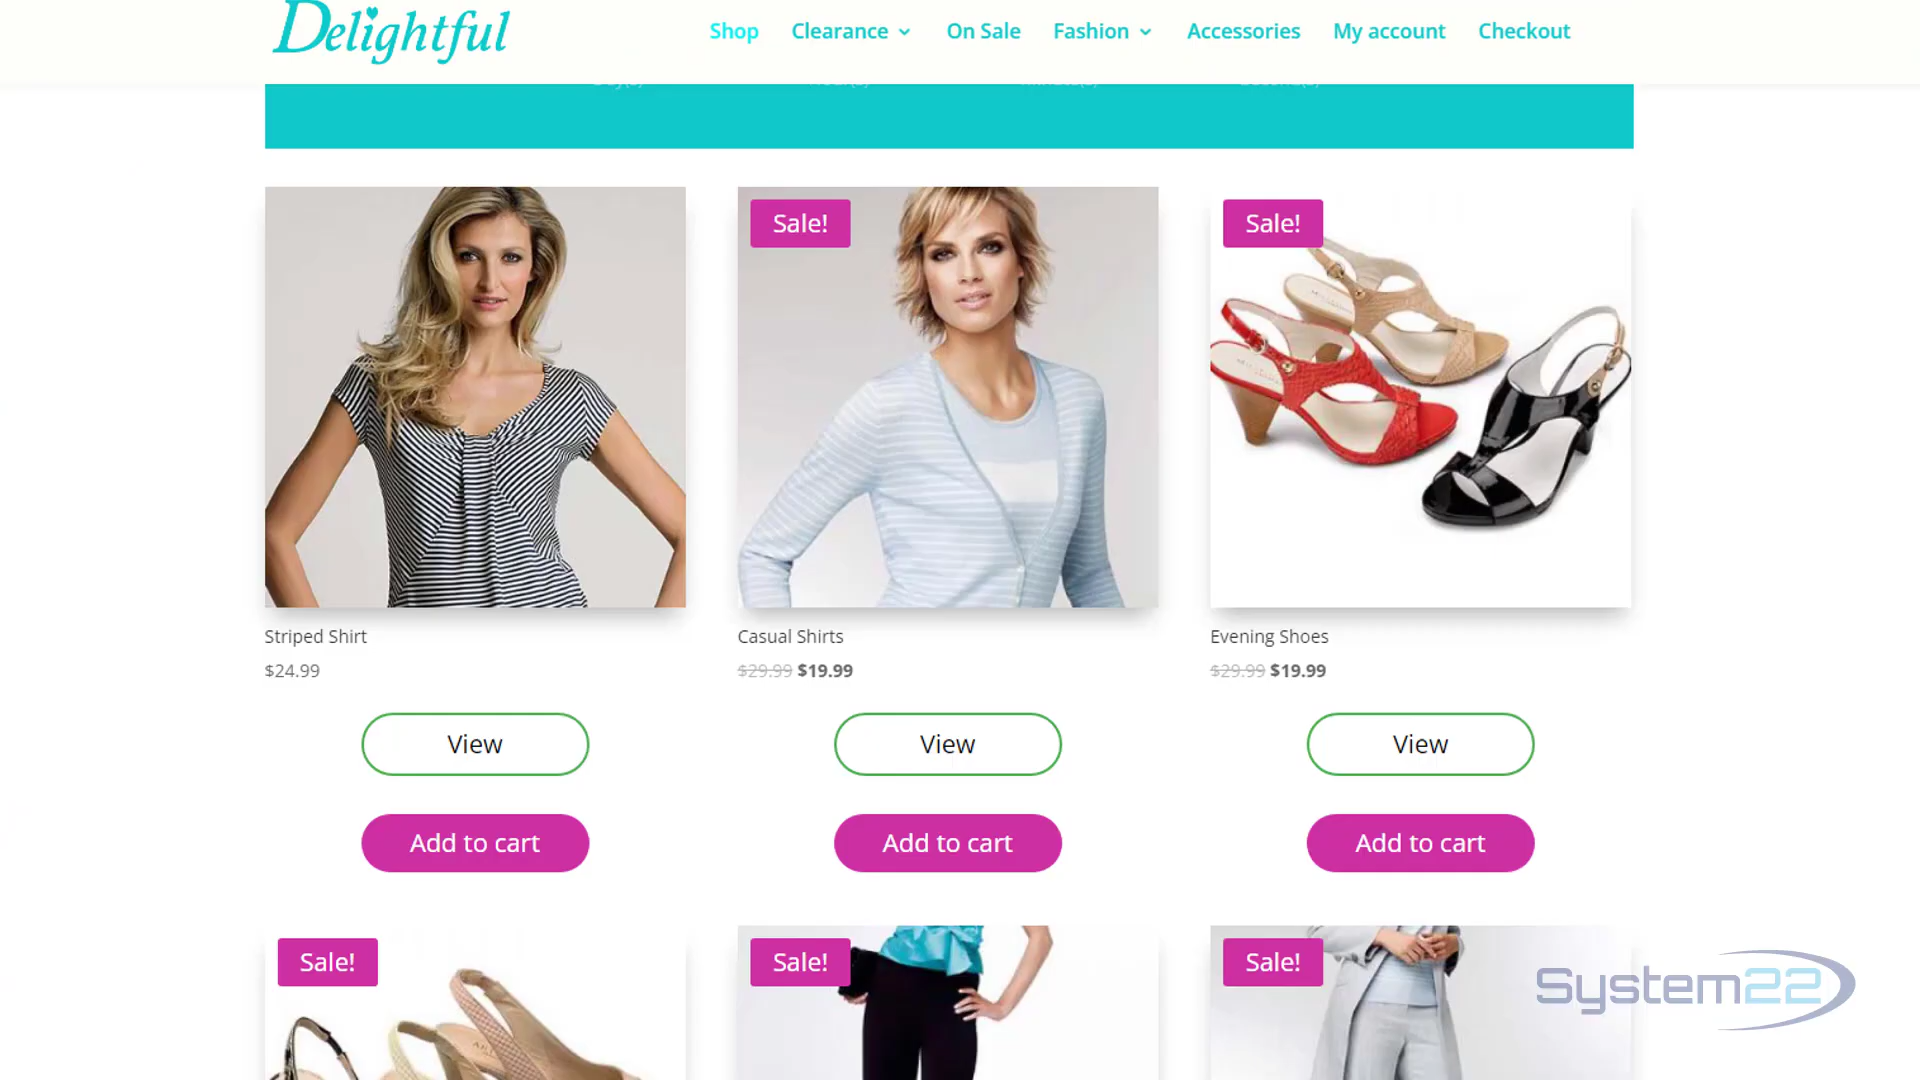 Delightful
Shop Clearance On Sale Fashion Accessories My account Checkout
Sale! Sale!
Striped Shirt Casual Shirts Evening Shoes
$24.99 $29.99 $19.99 $29.99 $19.99
View View View
Add to cart Add to cart Add to cart
Sale! Sale! Sale!
System22